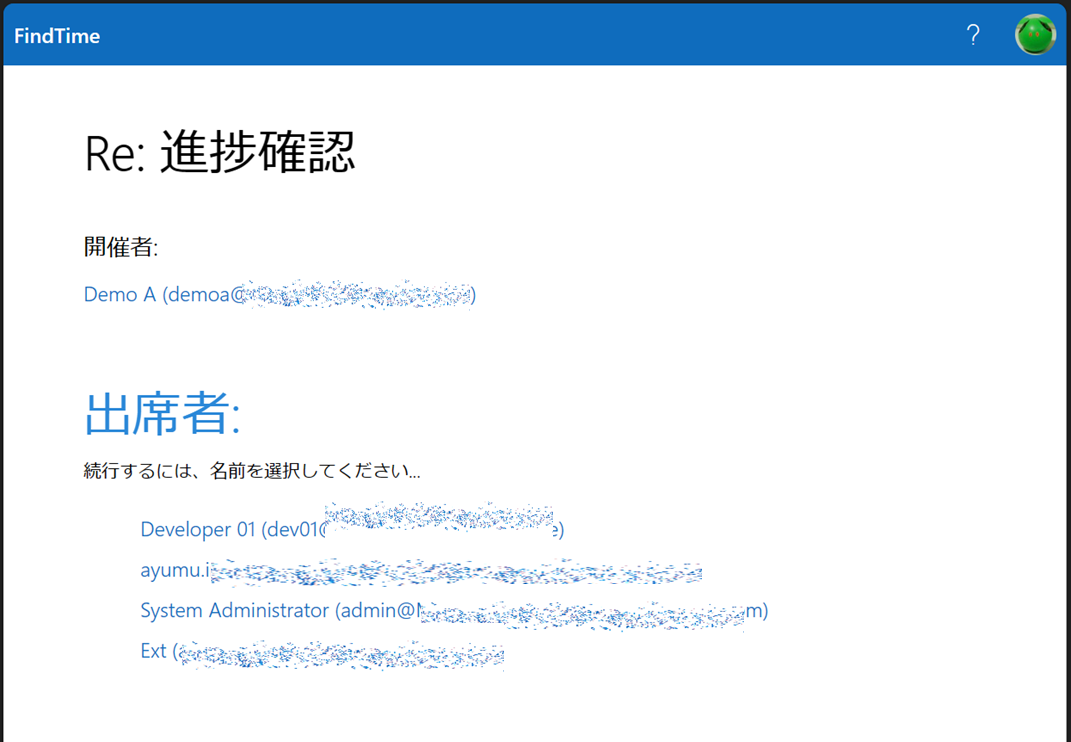 FindTime
?
Re: 進捗確認
開催者:
Demo A (demoa@ )
出席者:
続行するには、名前を選択してください...
Developer 01 (dev01@ e)
ayumu.i
System Administrator (admin@ m)
Ext (